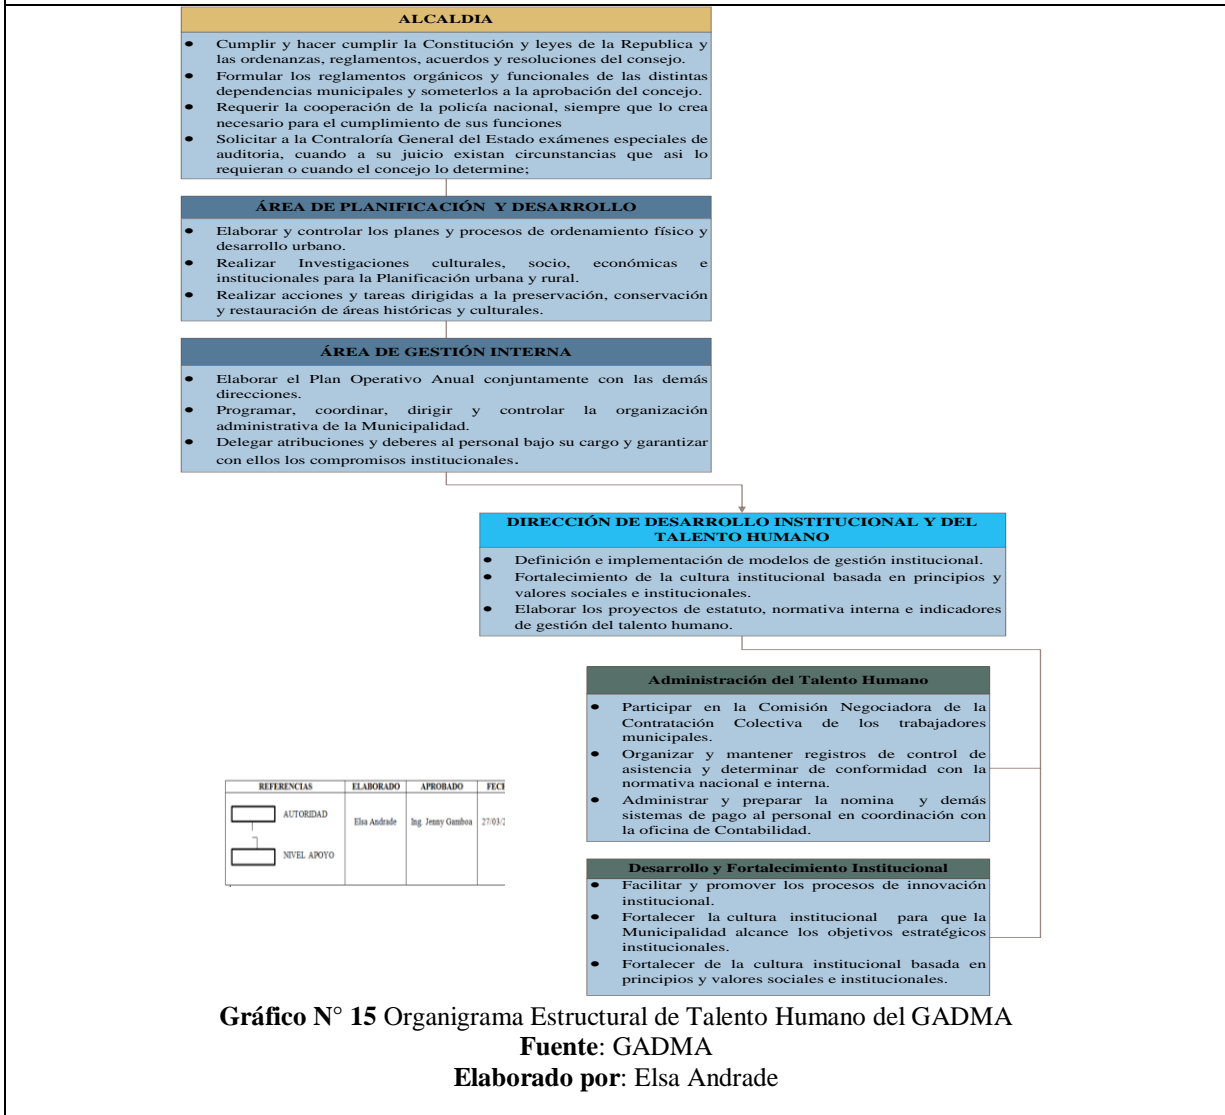 ALCALDIA
● Cumplir y hacer cumplir la Constitución y leyes de la Republica y
las ordenanzas, reglamentos, acuerdos y resoluciones del consejo.
● Formular los reglamentos orgánicos y funcionales de las distintas
dependencias municipales y someterlos a la aprobación del concejo.
● Requerir la cooperación de la policía nacional, siempre que lo crea
necesario para el cumplimiento de sus funciones
● Solicitar a la Contraloría General del Estado exámenes especiales de
auditoria, cuando a su juicio existan circunstancias que asi lo
requieran o cuando el concejo lo determine;
ÁREA DE PLANIFICACIÓN Y DESARROLLO
● Elaborar y controlar los planes y procesos de ordenamiento físico y
desarrollo urbano.
● Realizar Investigaciones culturales, socio, económicas e
institucionales para la Planificación urbana y rural.
● Realizar acciones y tareas dirigidas a la preservación, conservación
y restauración de áreas históricas y culturales.
ÁREA DE GESTIÓN INTERNA
● Elaborar el Plan Operativo Anual conjuntamente con las demás
direcciones.
● Programar, coordinar, dirigir y controlar la organización
administrativa de la Municipalidad.
● Delegar atribuciones y deberes al personal bajo su cargo y garantizar
con ellos los compromisos institucionales.
DIRECCIÓN DE DESARROLLO INSTITUCIONAL Y DEL
TALENTO HUMANO
● Definición e implementación de modelos de gestión institucional.
● Fortalecimiento de la cultura institucional basada en principios y
valores sociales e institucionales.
● Elaborar los proyectos de estatuto, normativa interna e indicadores
de gestión del talento humano.
Administración del Talento Humano
● Participar en la Comisión Negociadora de la
Contratación Colectiva de los trabajadores
municipales.
● Organizar y mantener registros de control de
asistencia y determinar de conformidad con la
normativa nacional e interna.
● Administrar y preparar la nomina y demás
sistemas de pago al personal en coordinación con
la oficina de Contabilidad.
Desarrollo y Fortalecimiento Institucional
● Facilitar y promover los procesos de innovación
institucional.
● Fortalecer la cultura institucional para que la
Municipalidad alcance los objetivos estratégicos
institucionales.
● Fortalecer de la cultura institucional basada en
principios y valores sociales e institucionales.
REFERENCIAS ELABORADO APROBADO
AUTORIDAD
Elsa Andrade Ing. Jenny Gamboa 27/03/
NIVEL APOYO
Gráfico N° 15 Organigrama Estructural de Talento Humano del GADMA
Fuente: GADMA
Elaborado por: Elsa Andrade